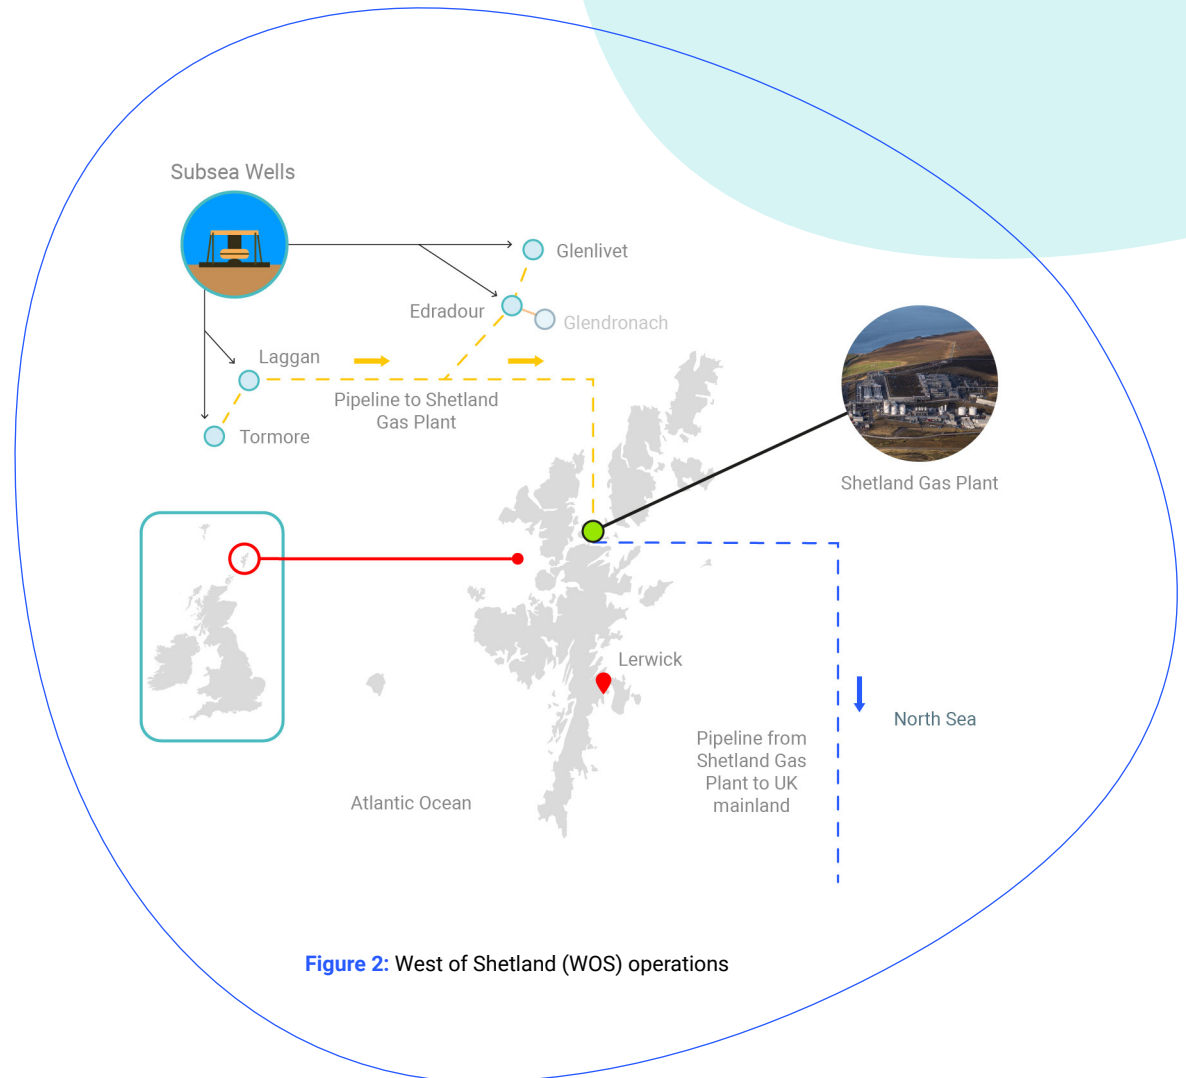 Subsea Wells
Glenlivet
Edradour
Glendronach
Laggan
Pipeline to Shetland
Gas Plant
Tormore
Shetland Gas Plant
Lerwick
North Sea
Pipeline from
Shetland Gas
Plant to UK
mainland
Atlantic Ocean
Figure 2: West of Shetland (WOS) operations